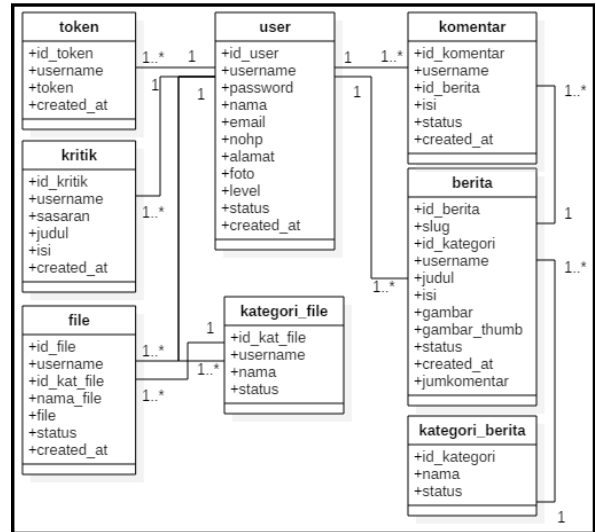 token
+id_token
+username
+token
+created_at
1..*
1
1
user
+id_user
+username
+password
+nama
+email
+nohp
+alamat
+foto
+level
+status
+created_at
1
1
1
1..*
komentar
+id_komentar
+username
+id_berita
+isi
+status
+created_at
1..*
kritik
+id_kritik
+username
+sasaran
+judul
+isi
+created_at
1..*
berita
+id_berita
+slug
+id_kategori
+username
+judul
+isi
+gambar
+gambar_thumb
+status
+created_at
+jumkomentar
1
1..*
1..*
file
+id_file
+username
+id_kat_file
+nama_file
+file
+status
+created_at
1..*
1..*
1
1..*
kategori_file
+id_kat_file
+username
+nama
+status
kategori_berita
+id_kategori
+nama
+status
1